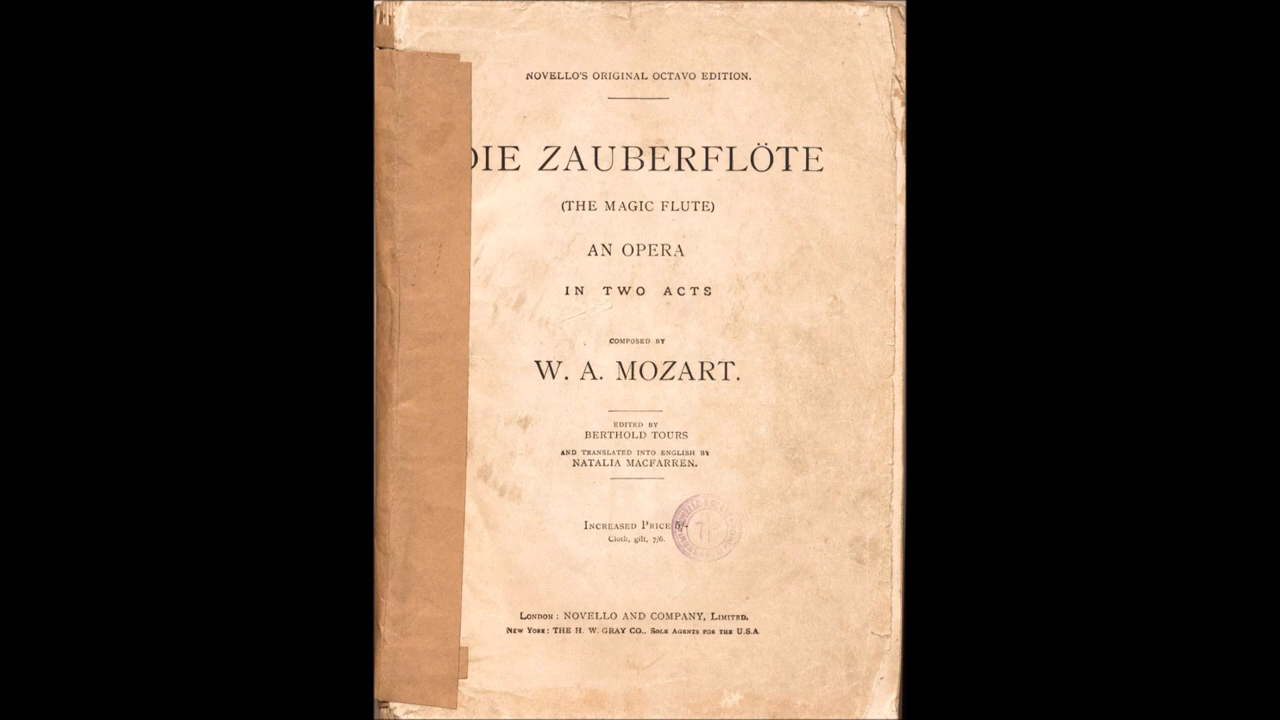 NOVELLO'S ORIGINAL OCTAVO EDITION.
DIE ZAUBERFLÖTE
(THE MAGIC FLUTE)
AN OPERA
IN TWO ACTS
COMPOSED BY
W. A. MOZART.
EDITED BY
BERTHOLD TOURS
AND TRANSLATED INTO ENGLISH BY
NATALIA MACFARREN.
INCREASED PRICE
Cloth, gilt, 7/6.
LONDON: NOVELLO AND COMPANY, LIMITED.
NEW YORK: THE H. W. GRAY CO., SOLE AGENTS FOR THE U.S.A